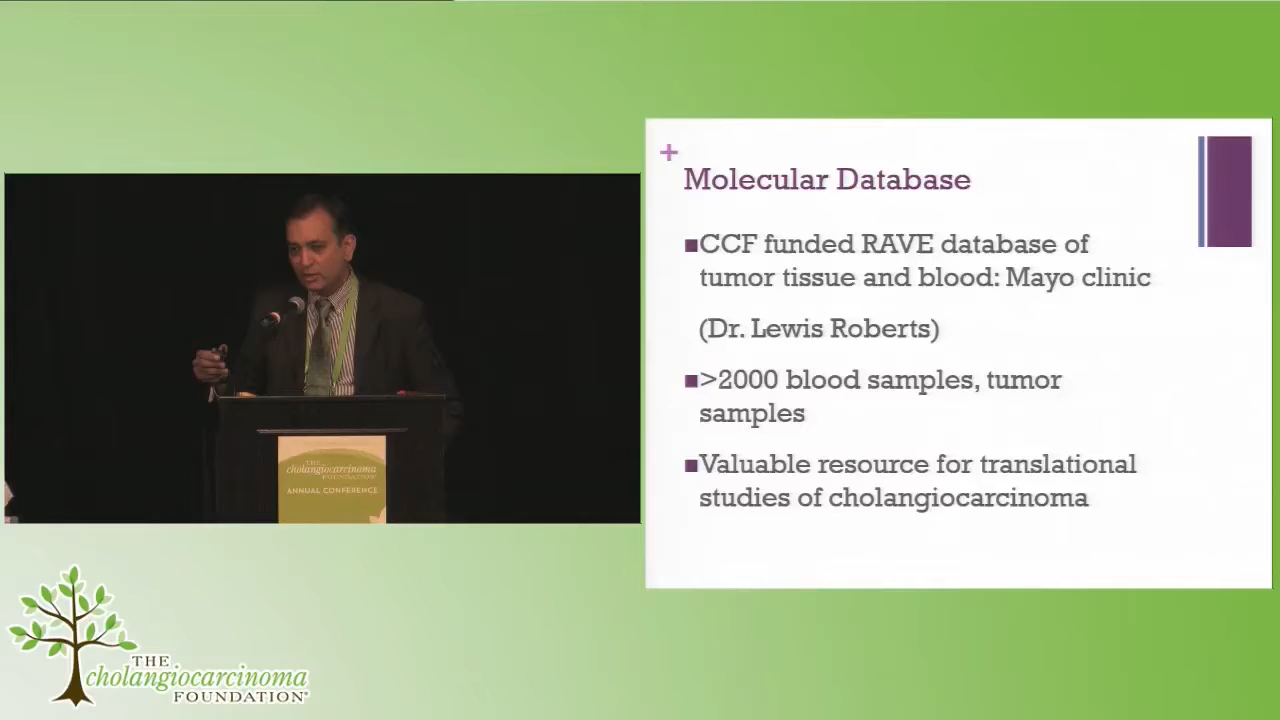 +
Molecular Database
■CCF funded RAVE database of
tumor tissue and blood: Mayo clinic
(Dr. Lewis Roberts)
■>2000 blood samples, tumor
samples
■Valuable resource for translational
studies of cholangiocarcinoma
THE
cholangiocarcinoma
FOUNDATION
ANNUAL CONFERENCE
THE
cholangiocarcinoma
FOUNDATION®